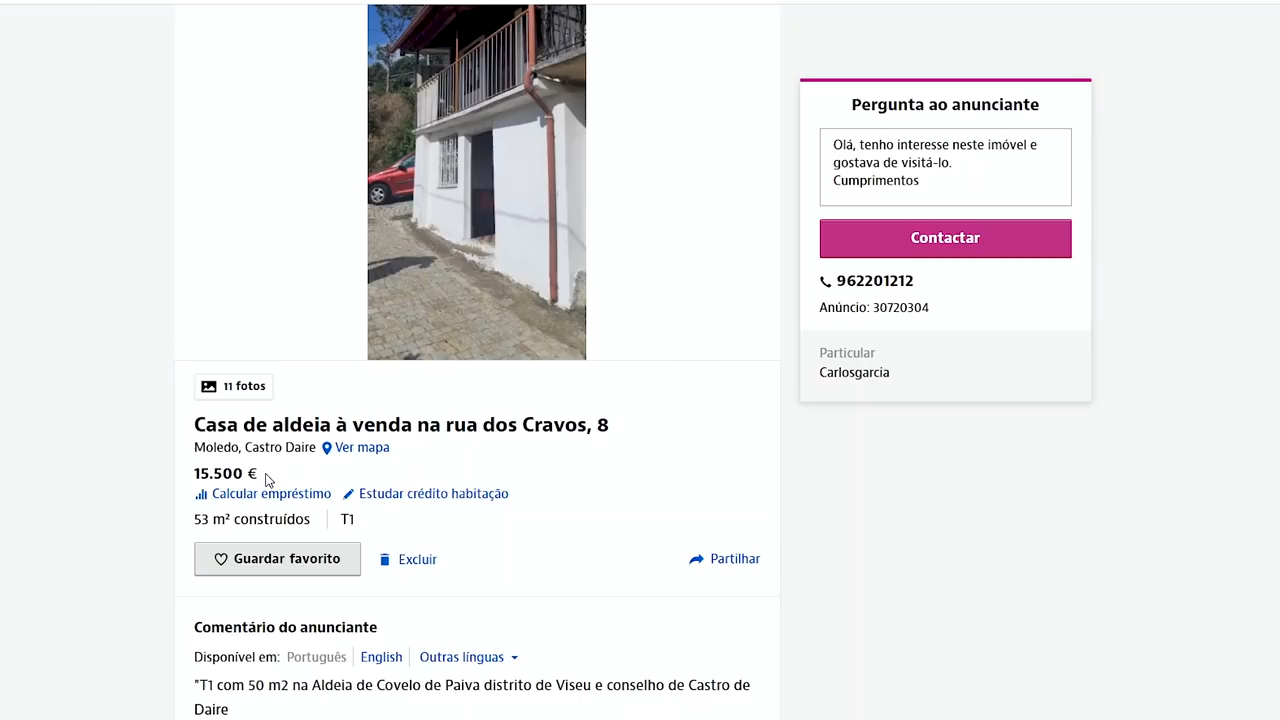 11 fotos
Casa de aldeia à venda na rua dos Cravos, 8
Moledo, Castro Daire Ver mapa
15.500 €
Calcular empréstimo Estudar crédito habitação
53 m² construídos T1
Guardar favorito Excluir Partilhar
Comentário do anunciante
Disponível em: Português English Outras línguas
"T1 com 50 m2 na Aldeia de Covelo de Paiva distrito de Viseu e conselho de Castro de
Daire
Pergunta ao anunciante
Olá, tenho interesse neste imóvel e
gostava de visitá-lo.
Cumprimentos
Contactar
962201212
Anúncio: 30720304
Particular
Carlosgarcia